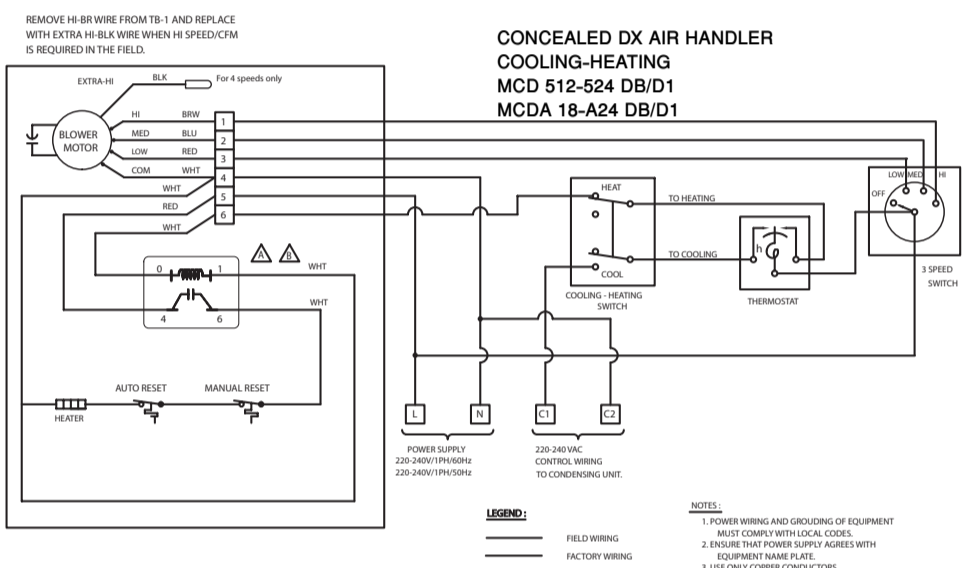 REMOVE HI-BR WIRE FROM TB-1 AND REPLACE
WITH EXTRA HI-BLK WIRE WHEN HI SPEED/CFM
IS REQUIRED IN THE FIELD.
CONCEALED DX AIR HANDLER
COOLING-HEATING
MCD 512-524 DB/D1
MCDA 18-A24 DB/D1
EXTRA-HI BLK For 4 speeds only
BLOWER
MOTOR
HI BRW 1
MED BLU 2
LOW RED 3
COM WHT 4
WHT 5
RED 6
WHT
A B
0 1 WHT
4 6 WHT
AUTO RESET MANUAL RESET
HEATER
HEAT
COOL
COOLING - HEATING
SWITCH
TO HEATING
TO COOLING
h
THERMOSTAT
LOW MED HI
OFF
3 SPEED
SWITCH
L N C1 C2
POWER SUPPLY
220-240V/1PH/60Hz
220-240V/1PH/50Hz
220-240 VAC
CONTROL WIRING
TO CONDENSING UNIT.
LEGEND :
FIELD WIRING
FACTORY WIRING
NOTES :
1. POWER WIRING AND GROUDING OF EQUIPMENT
MUST COMPLY WITH LOCAL CODES.
2. ENSURE THAT POWER SUPPLY AGREES WITH
EQUIPMENT NAME PLATE.
3. USE ONLY COPPER CONDUCTORS